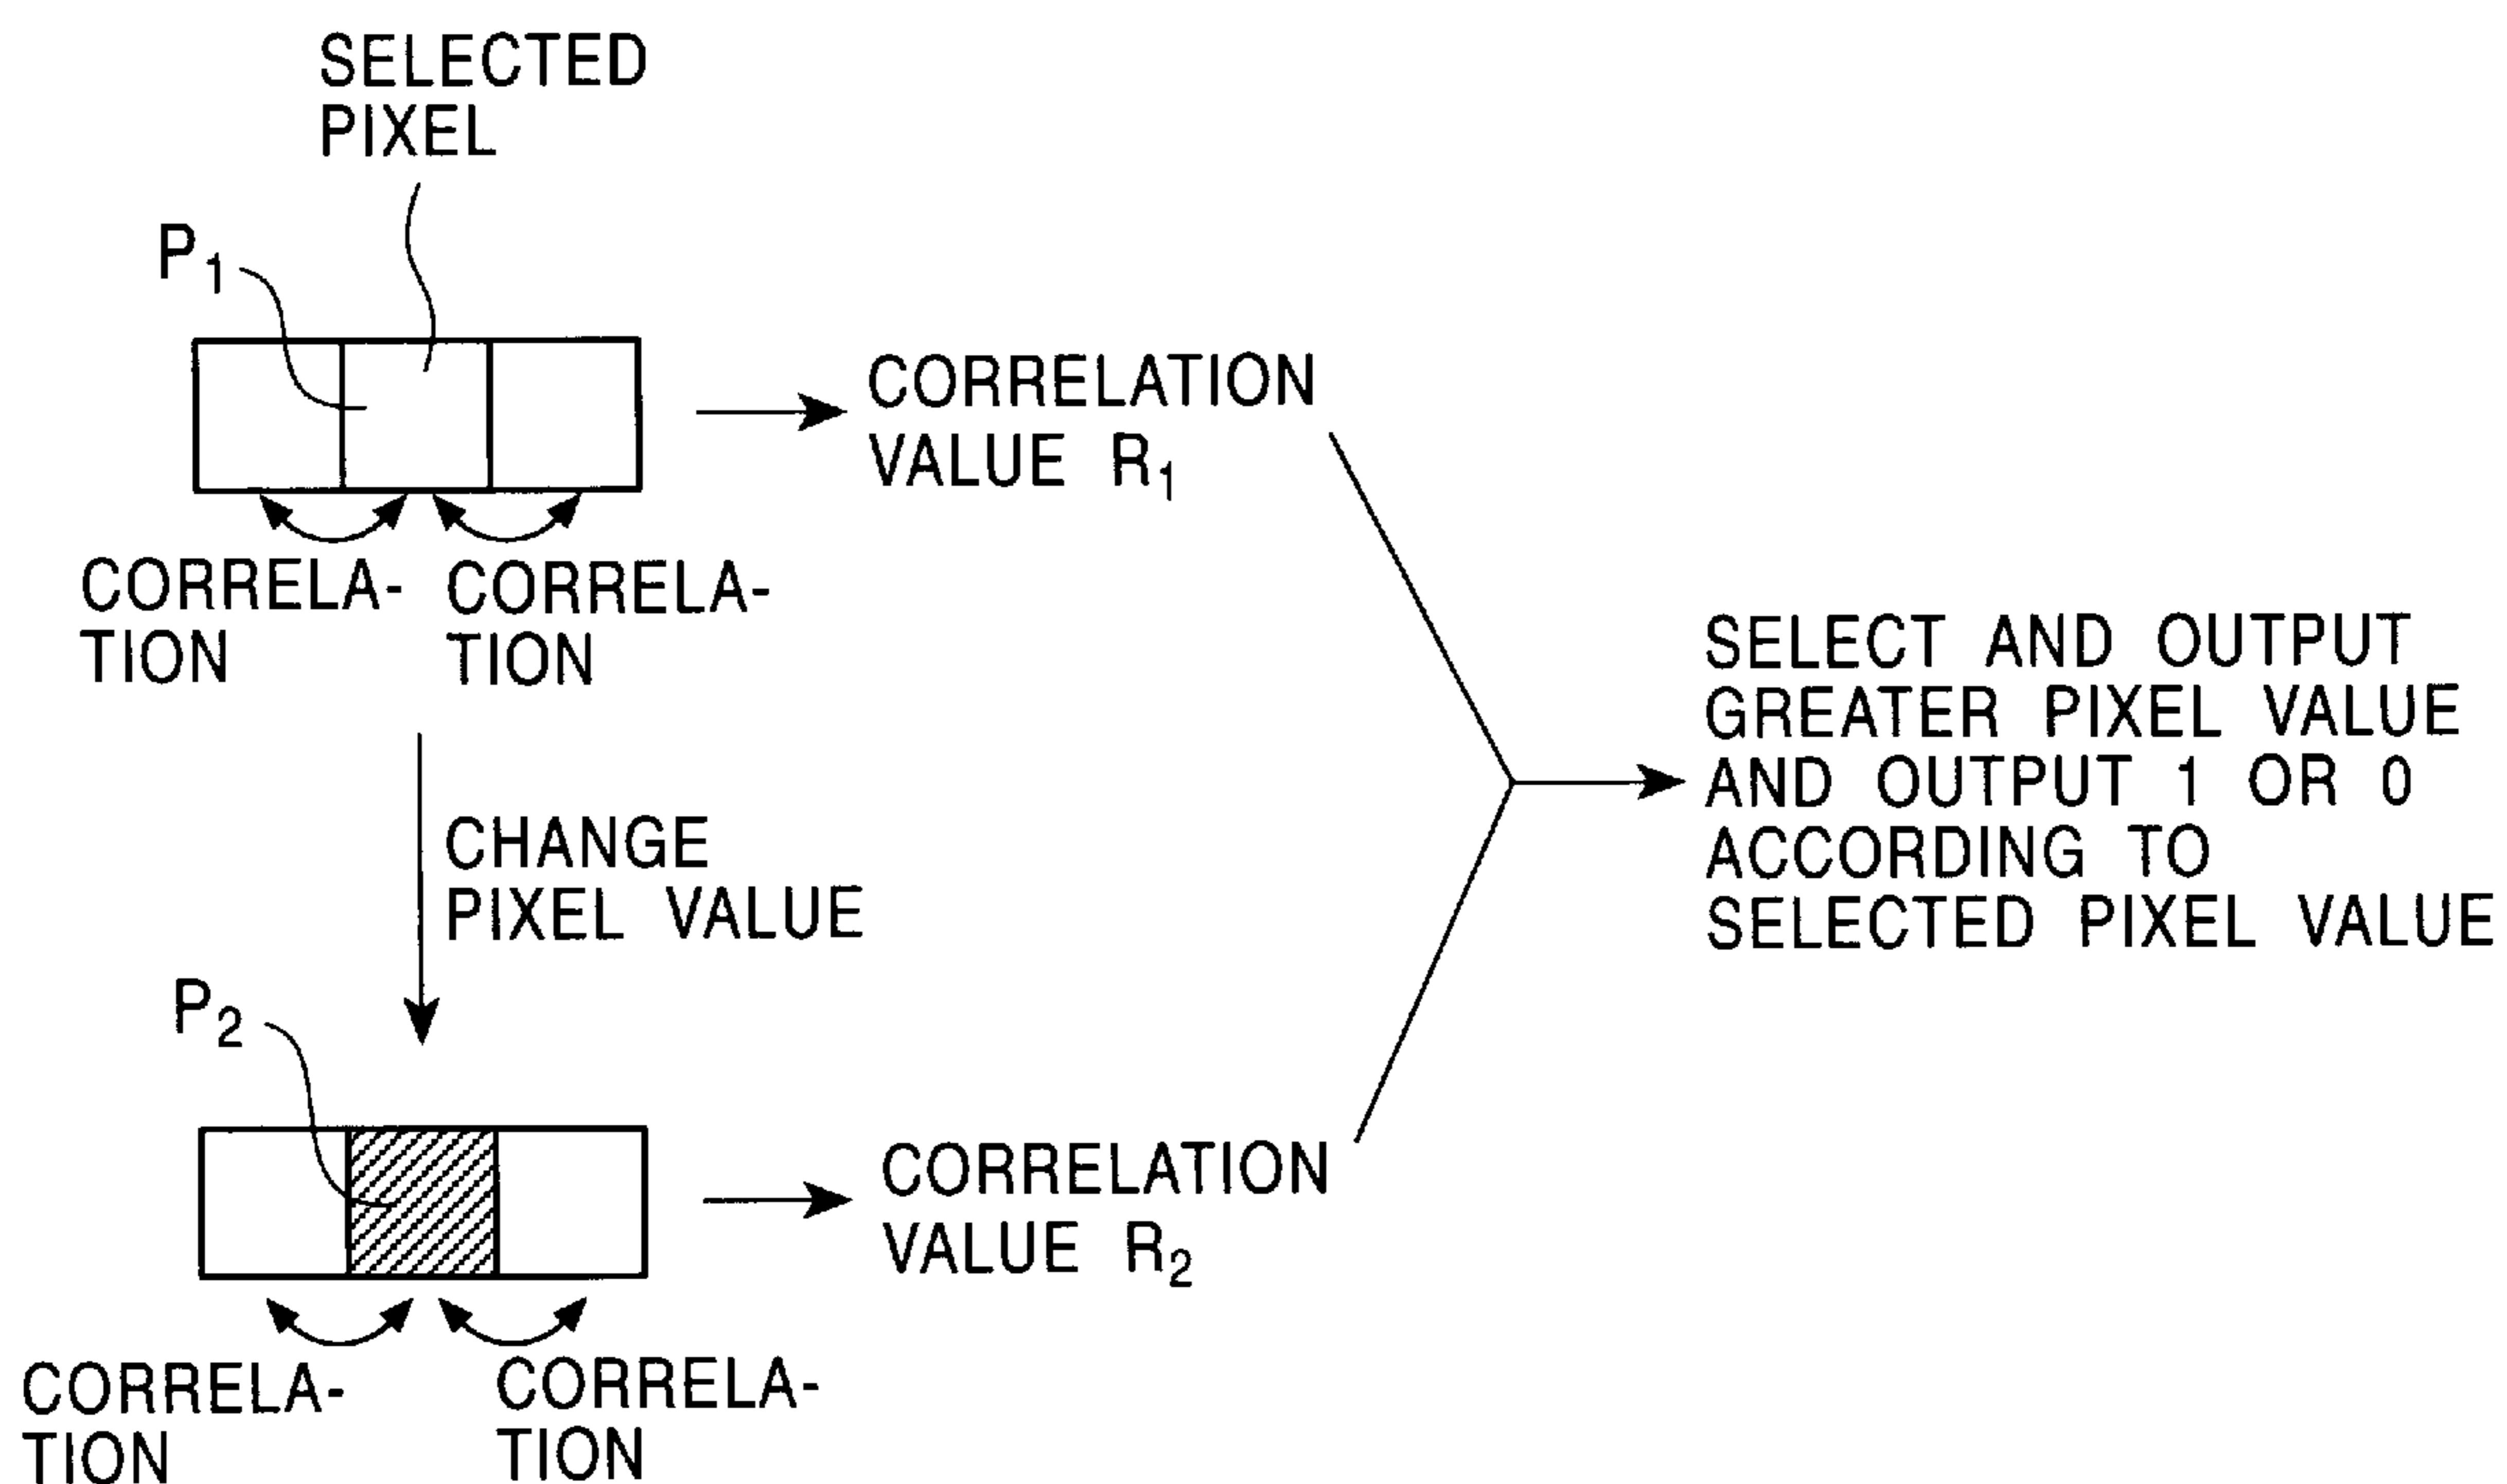 SELECTED
PIXEL
P1
CORRELATION
VALUE R1
CORRELA-
TION
CORRELA-
TION
CHANGE
PIXEL VALUE
SELECT AND OUTPUT
GREATER PIXEL VALUE
AND OUTPUT 1 OR 0
ACCORDING TO
SELECTED PIXEL VALUE
P2
CORRELATION
VALUE R2
CORRELA-
TION
CORRELA-
TION